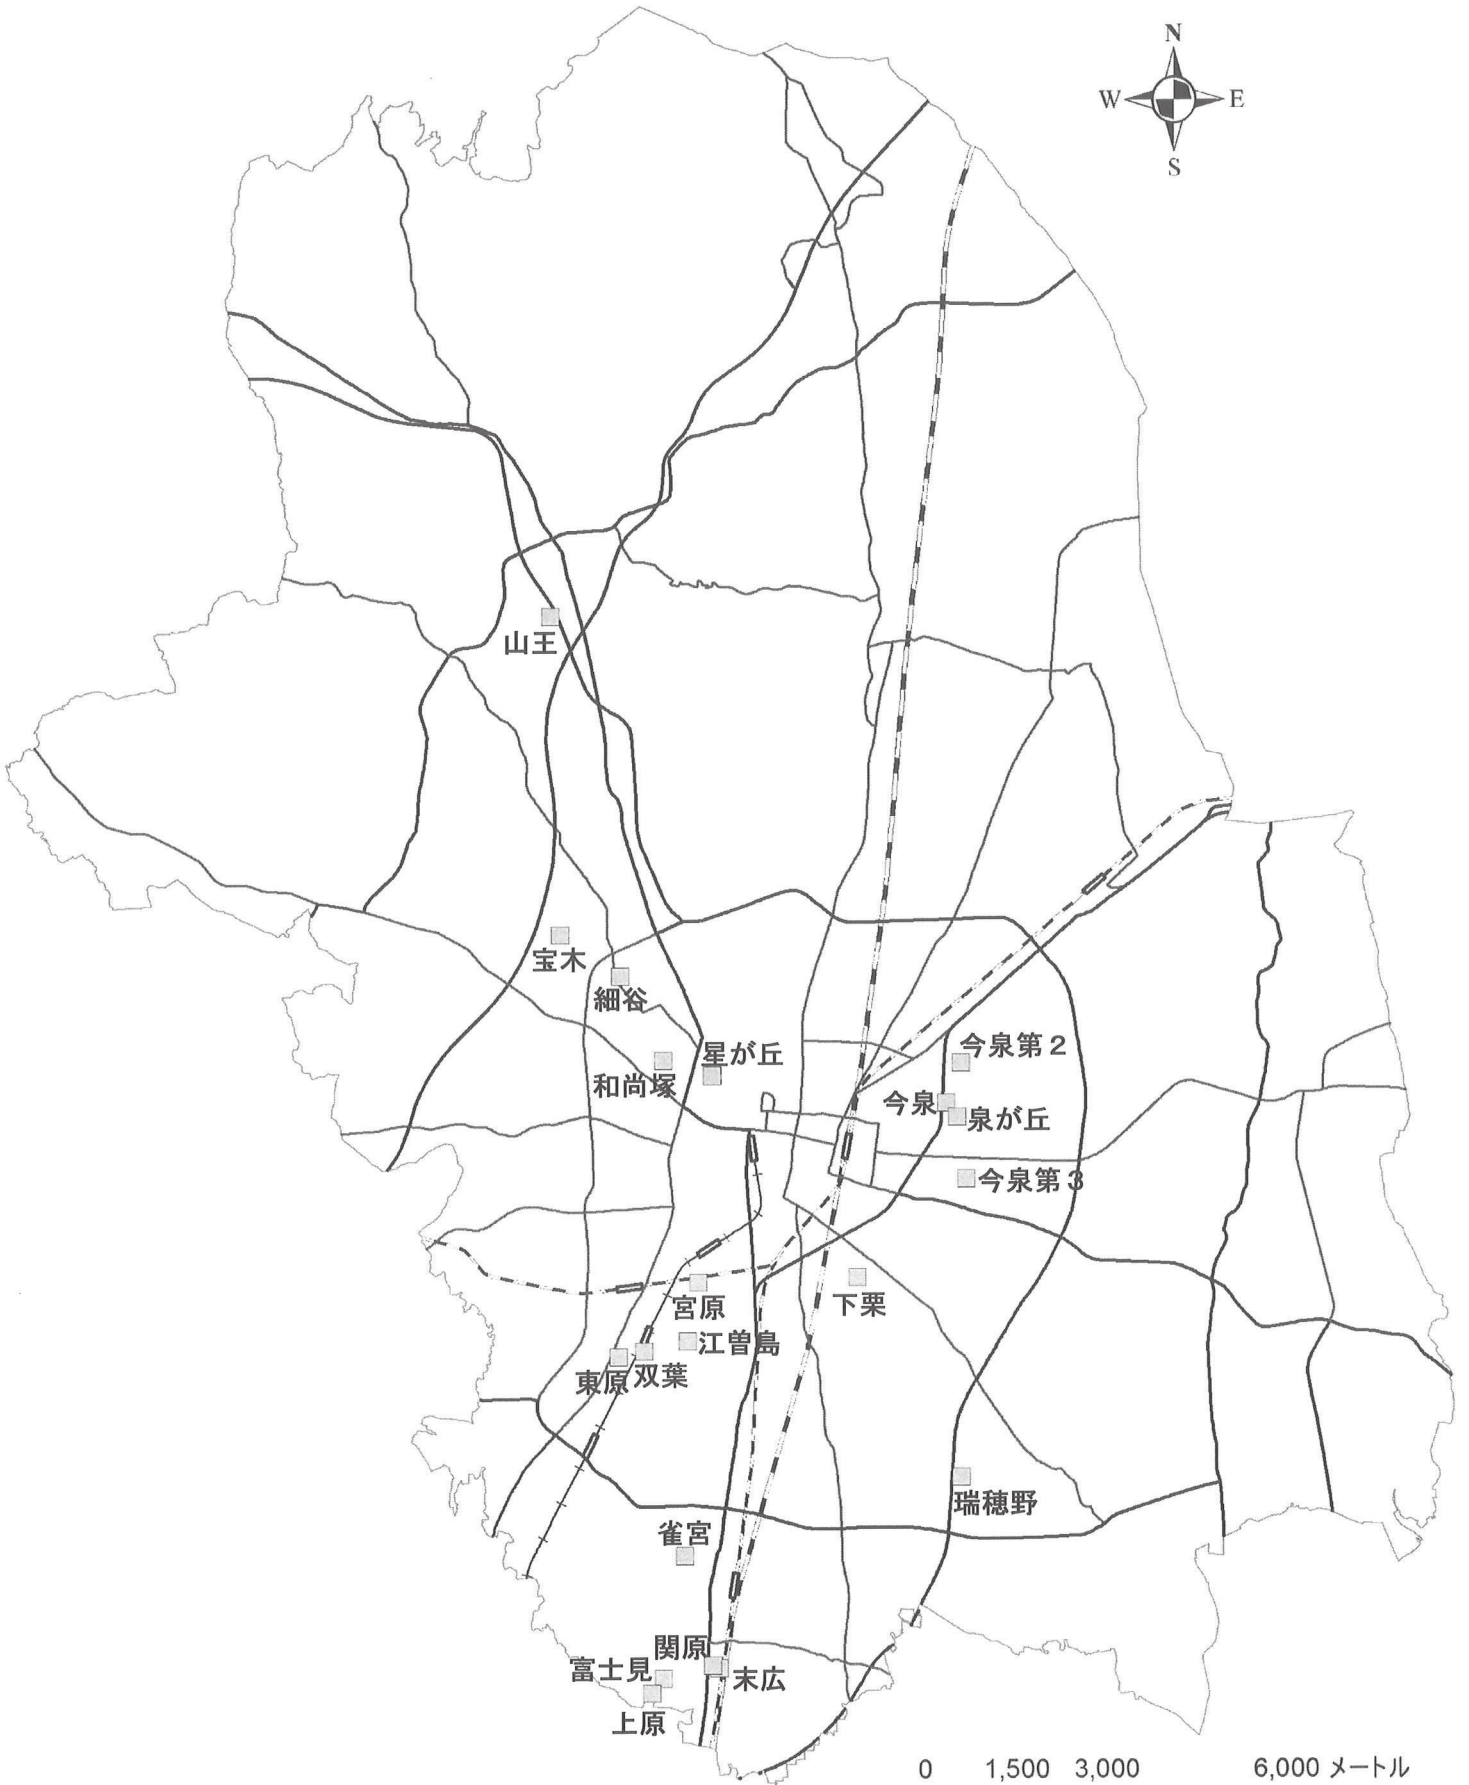 N
W E
S
山王
宝木
細谷
星が丘
和尚塚
今泉第２
今泉
泉が丘
今泉第３
宮原
下栗
江曽島
東原
双葉
瑞穂野
雀宮
関原
富士見
末広
上原
0 1,500 3,000 6,000 メートル